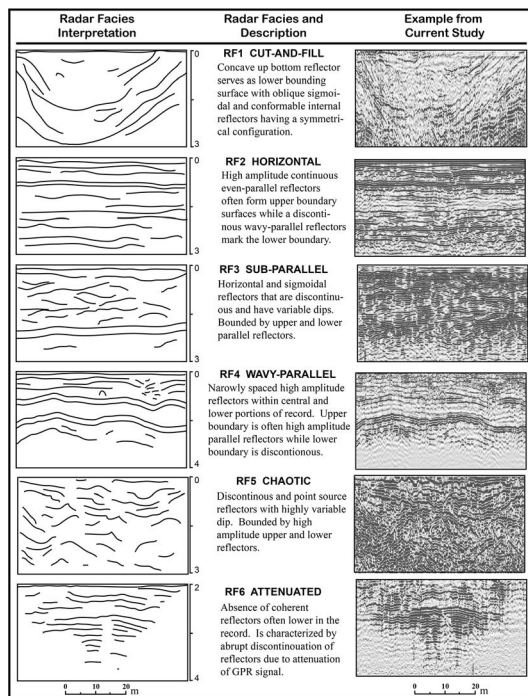 Radar Facies
Interpretation
Radar Facies and
Description
Example from
Current Study
0
3
RF1 CUT-AND-FILL
Concave up bottom reflector
serves as lower bounding
surface with oblique sigmoi-
dal and conformable internal
reflectors having a symmetri-
cal configuration.
0
3
RF2 HORIZONTAL
High amplitude continuous
even-parallel reflectors
often form upper boundary
surfaces while a disconti-
nous wavy-parallel reflectors
mark the lower boundary.
0
3
RF3 SUB-PARALLEL
Horizontal and sigmoidal
reflectors that are discontinu-
ous and have variable dips.
Bounded by upper and lower
parallel reflectors.
0
4
RF4 WAVY-PARALLEL
Narowly spaced high amplitude
reflectors within central and
lower portions of record. Upper
boundary is often high amplitude
parallel reflectors while lower
boundary is discontionous.
0
3
RF5 CHAOTIC
Discontinous and point source
reflectors with highly variable
dip. Bounded by high
amplitude upper and lower
reflectors.
2
4
RF6 ATTENUATED
Absence of coherent
reflectors often lower in the
record. Is characterized by
abrupt discontinouation of
reflectors due to attenuation
of GPR signal.
0 10 20 m
0 10 20 m